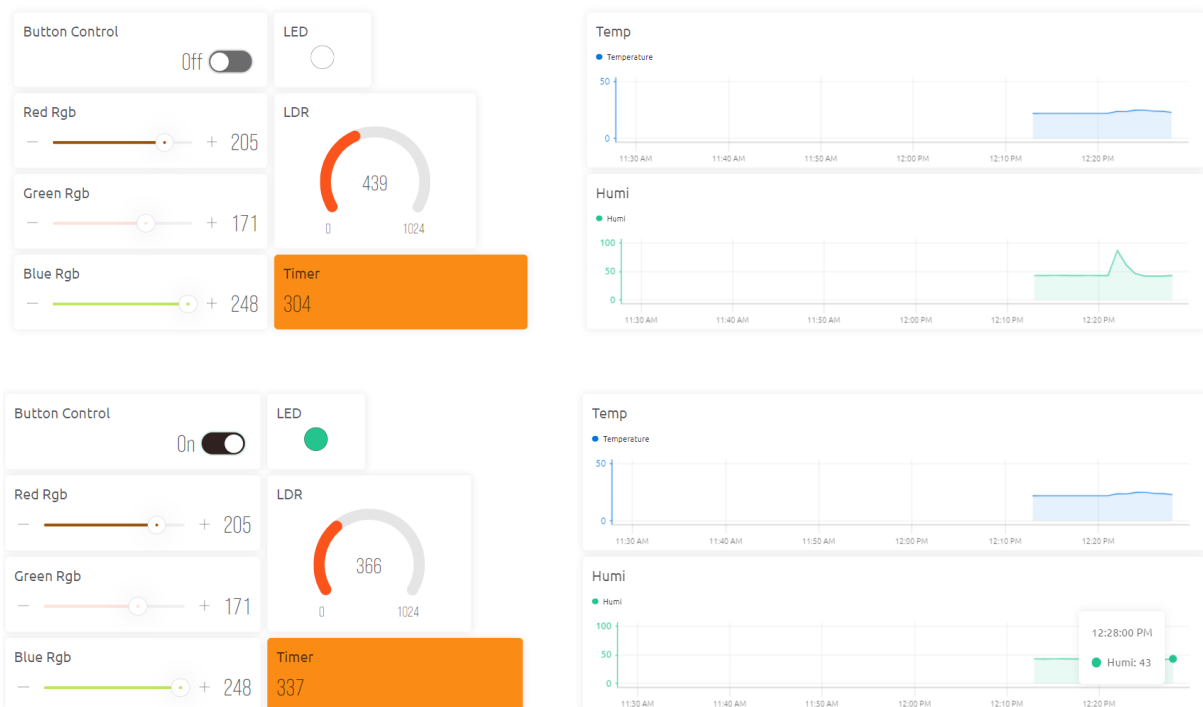 Button Control
Off
LED
Red Rgb
− + 205
LDR
439
0 1024
Green Rgb
− + 171
Blue Rgb
− + 248
Timer
304
Temp
Temperature
50
0
11:30 AM 11:40 AM 11:50 AM 12:00 PM 12:10 PM 12:20 PM
Humi
Humi
100
50
0
11:30 AM 11:40 AM 11:50 AM 12:00 PM 12:10 PM 12:20 PM
Button Control
On
LED
Red Rgb
− + 205
LDR
366
0 1024
Green Rgb
− + 171
Blue Rgb
− + 248
Timer
337
Temp
Temperature
50
0
11:30 AM 11:40 AM 11:50 AM 12:00 PM 12:10 PM 12:20 PM
Humi
Humi
100
50
0
12:28:00 PM
Humi: 43
11:30 AM 11:40 AM 11:50 AM 12:00 PM 12:10 PM 12:20 PM